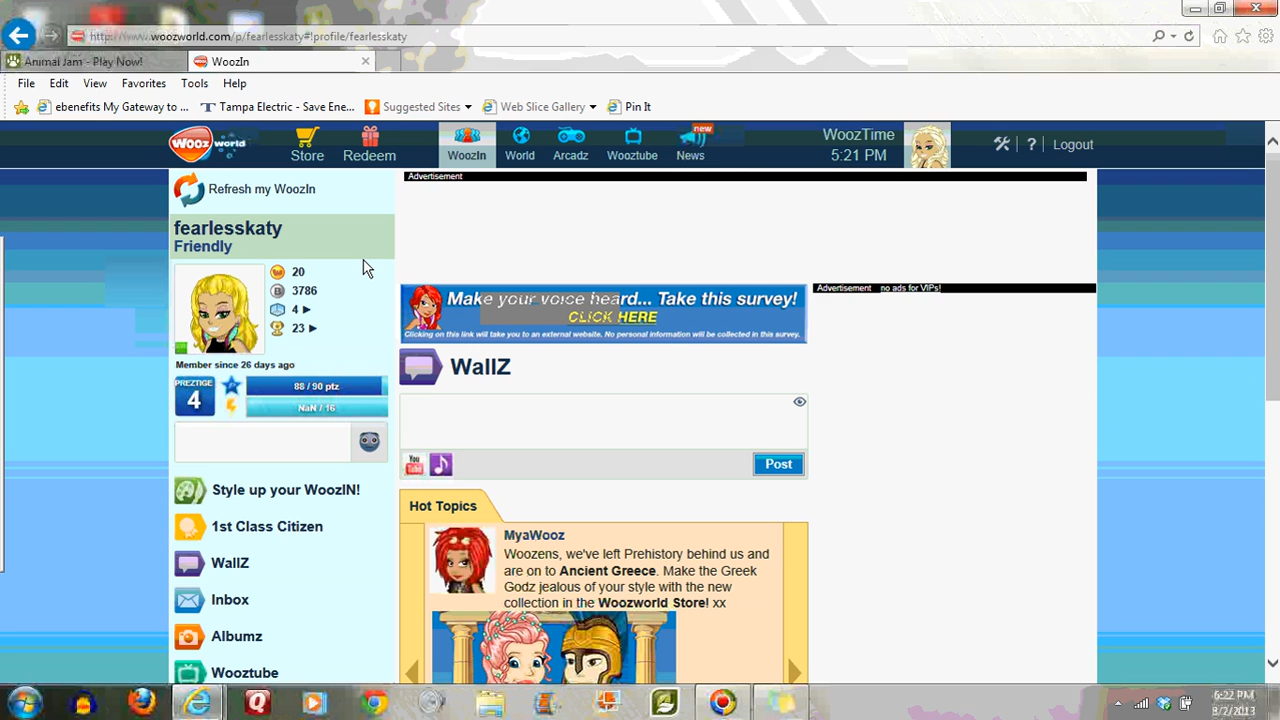 http://www.woozworld.com/p/fearlesskaty#!profile/fearlesskaty
Animal Jam - Play Now!
WoozIn
File Edit View Favorites Tools Help
ebenefits My Gateway to ...
Tampa Electric - Save Ene...
Suggested Sites
Web Slice Gallery
Pin It
Wooz world
Store
Redeem
WoozIn
World
Arcadz
Wooztube
new
News
WoozTime
5:21 PM
?
Logout
Refresh my WoozIn
Advertisement
fearlesskaty
Friendly
20
3786
4
23
Member since 26 days ago
PREZTIGE
4
88 / 90 ptz
NaN / 16
Make your voice heard... Take this survey!
CLICK HERE
Clicking on this link will take you to an external website. No personal information will be collected in this survey.
Advertisement no ads for VIPs!
WallZ
You Tube
Post
Style up your WoozIN!
1st Class Citizen
WallZ
Inbox
Albumz
Wooztube
Hot Topics
MyaWooz
Woozens, we've left Prehistory behind us and
are on to Ancient Greece. Make the Greek
Godz jealous of your style with the new
collection in the Woozworld Store! xx
6:22 PM
8/2/2013